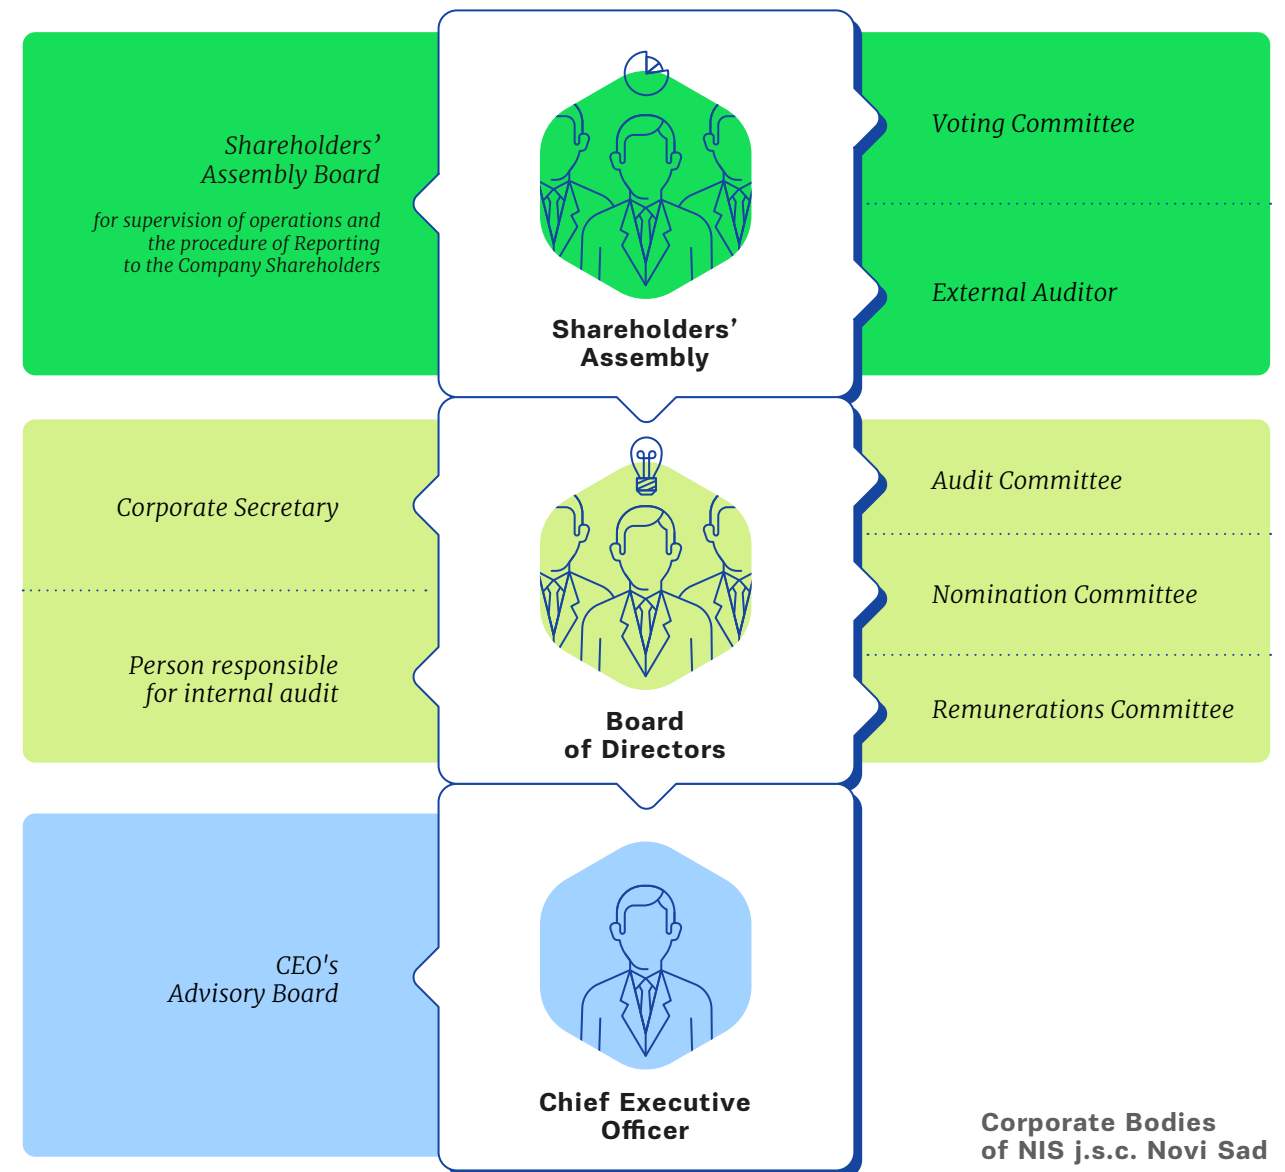 Shareholders’
Assembly Board
for supervision of operations and
the procedure of Reporting
to the Company Shareholders
Shareholders’
Assembly
Voting Committee
External Auditor
Corporate Secretary
Person responsible
for internal audit
Board
of Directors
Audit Committee
Nomination Committee
Remunerations Committee
CEO's
Advisory Board
Chief Executive
Officer
Corporate Bodies
of NIS j.s.c. Novi Sad